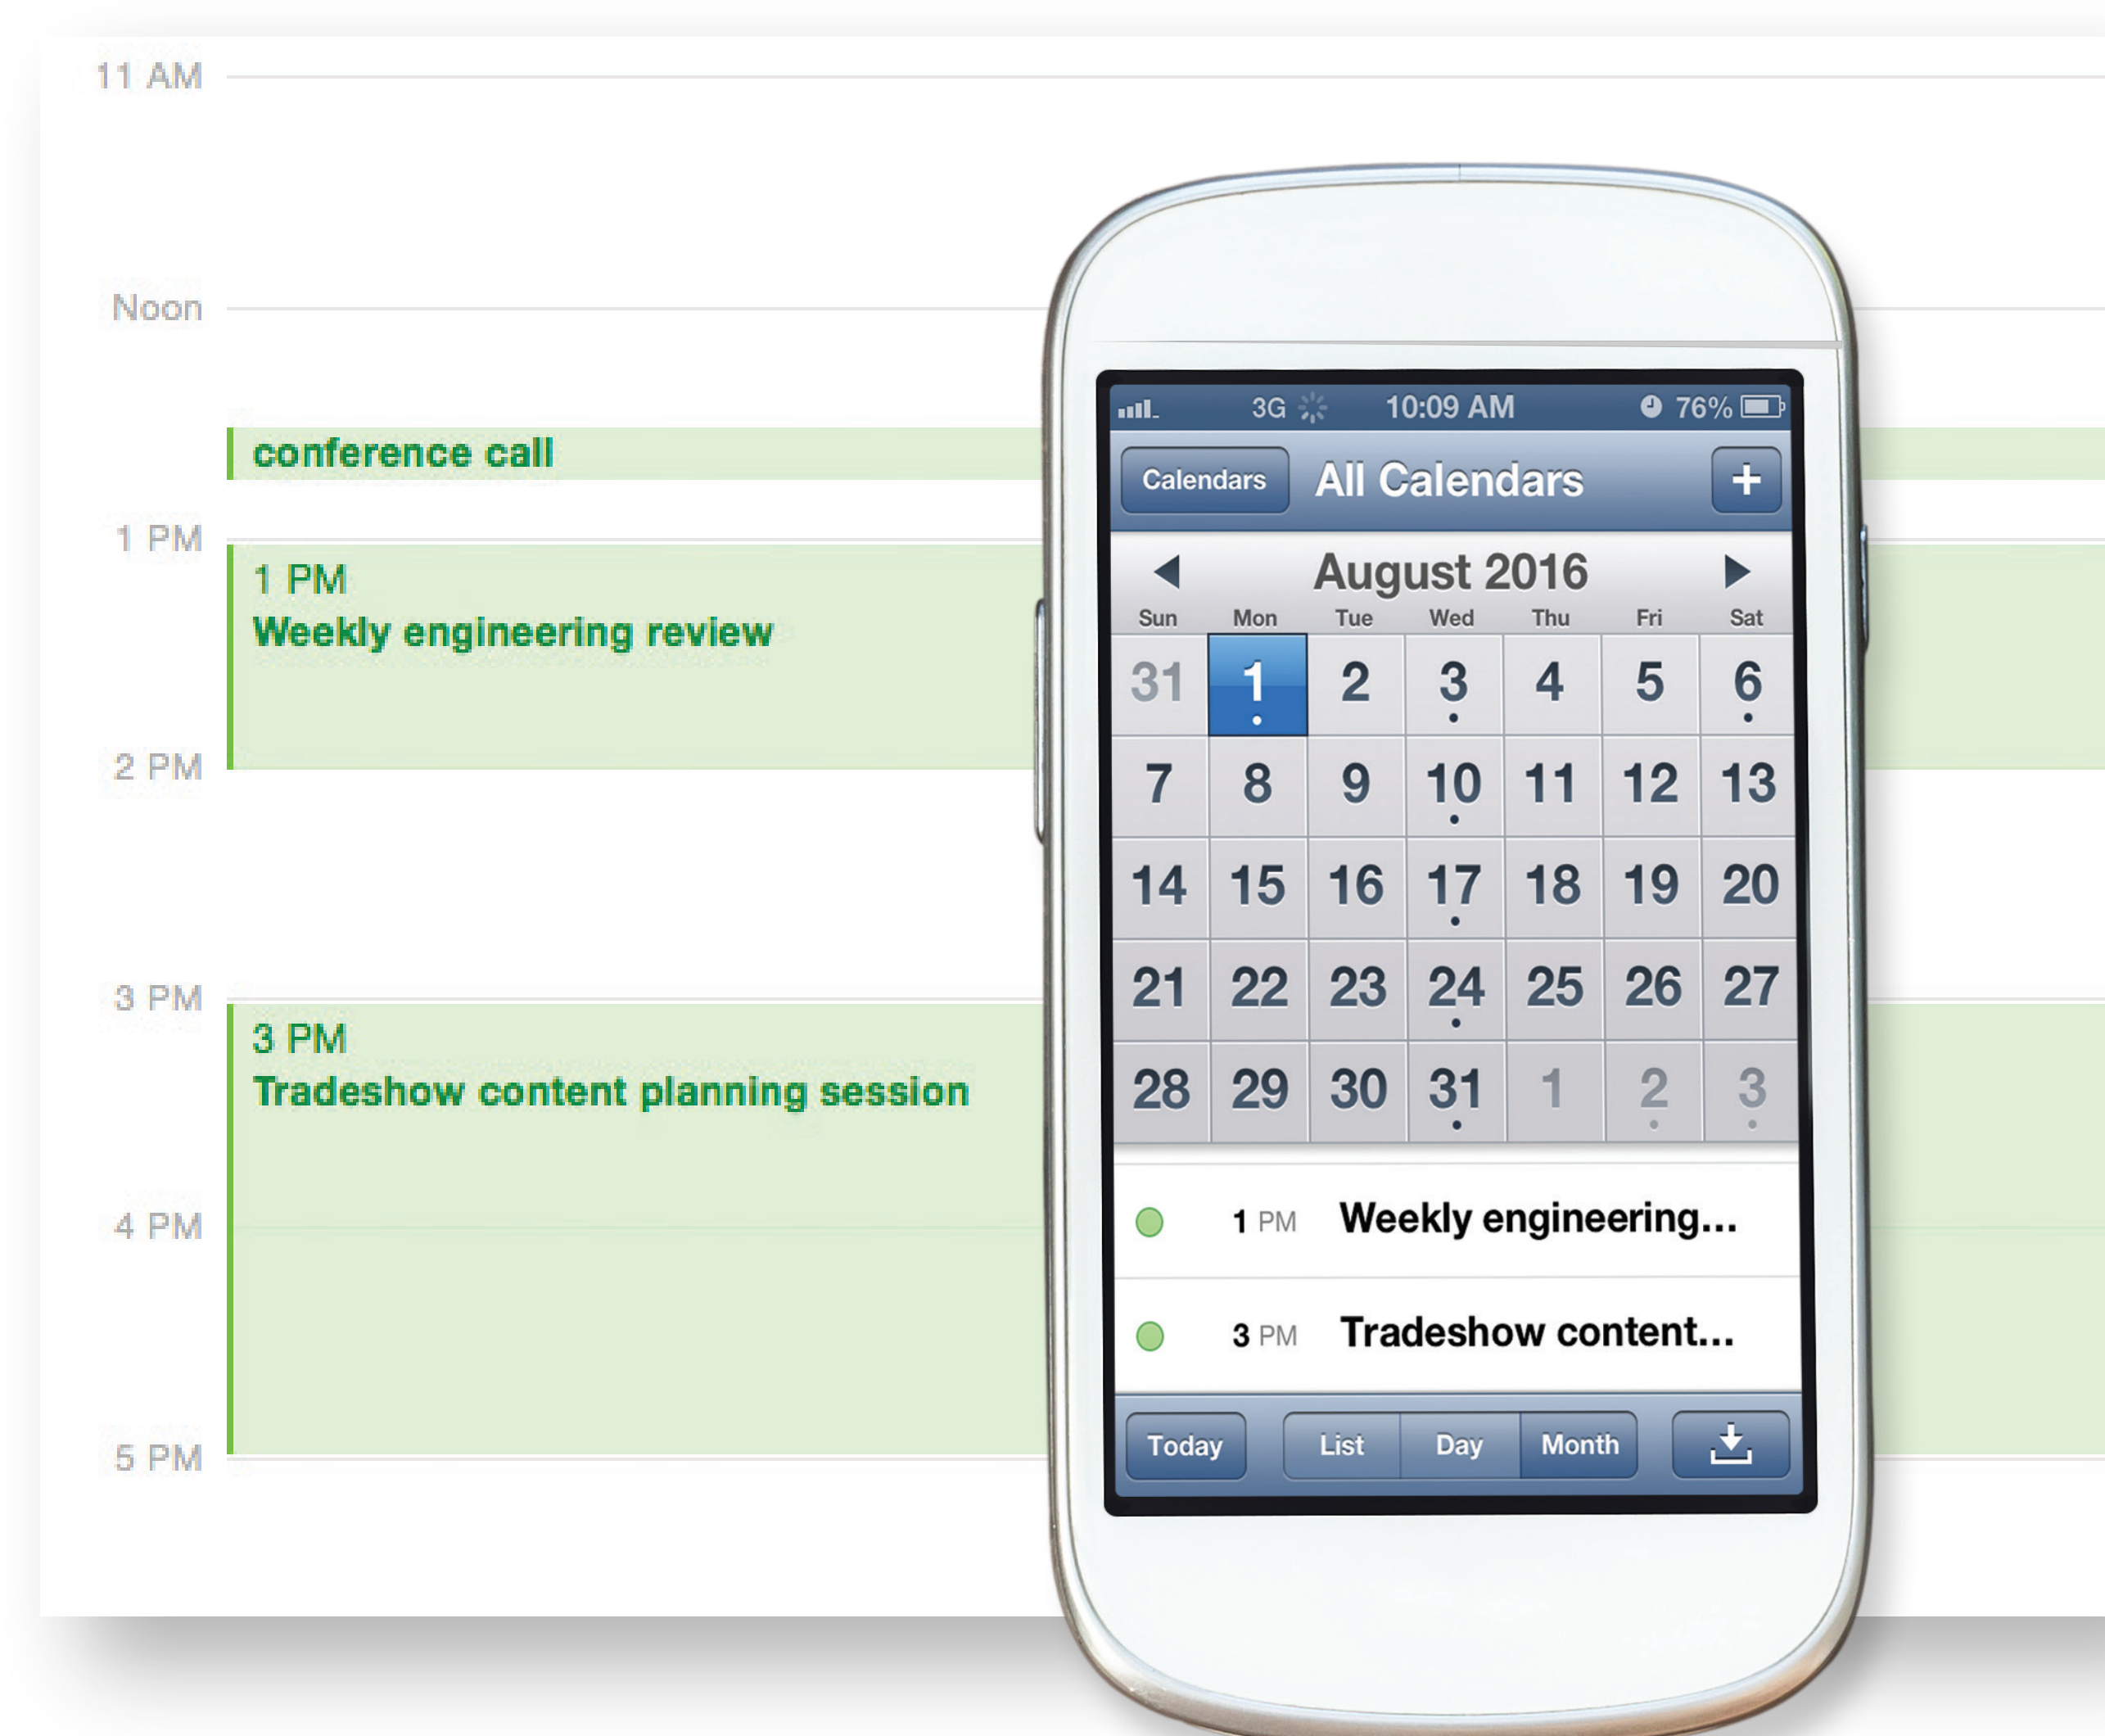 11 AM
Noon
conference call
1 PM
1 PM
Weekly engineering review
2 PM
3 PM
3 PM
Tradeshow content planning session
4 PM
5 PM
3G 10:09 AM 76%
Calendars All Calendars +
August 2016
Sun Mon Tue Wed Thu Fri Sat
31 1 2 3 4 5 6
7 8 9 10 11 12 13
14 15 16 17 18 19 20
21 22 23 24 25 26 27
28 29 30 31 1 2 3
1 PM Weekly engineering...
3 PM Tradeshow content...
Today List Day Month